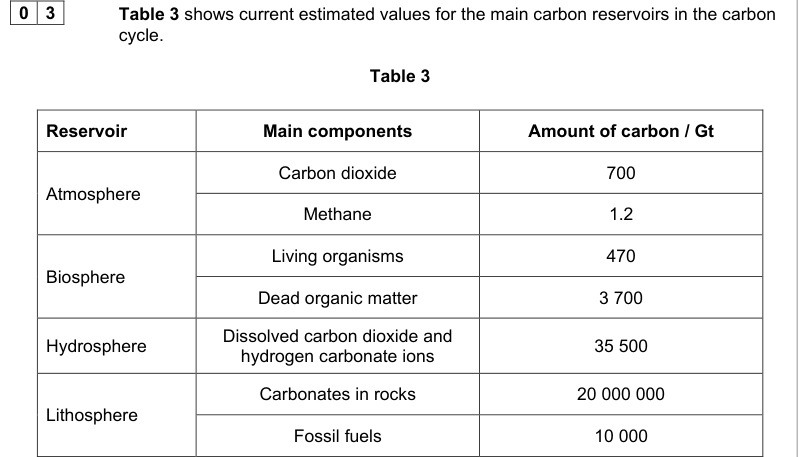 0 3 Table 3 shows current estimated values for the main carbon reservoirs in the carbon
cycle.
Table 3
Reservoir Main components Amount of carbon / Gt
Atmosphere
Carbon dioxide 700
Methane 1.2
Biosphere
Living organisms 470
Dead organic matter 3 700
Hydrosphere
Dissolved carbon dioxide and
hydrogen carbonate ions
35 500
Lithosphere
Carbonates in rocks 20 000 000
Fossil fuels 10 000